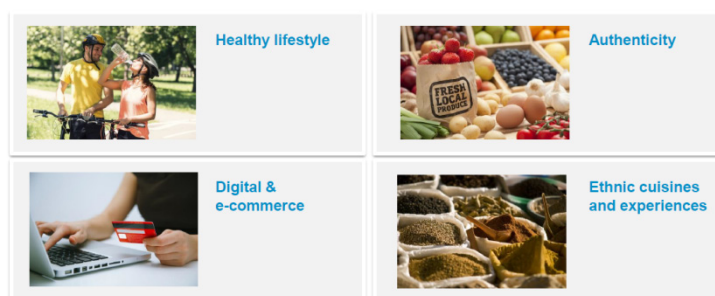 Healthy lifestyle
Authenticity
FRESH
LOCAL
PRODUCE
Digital &
e-commerce
Ethnic cuisines
and experiences